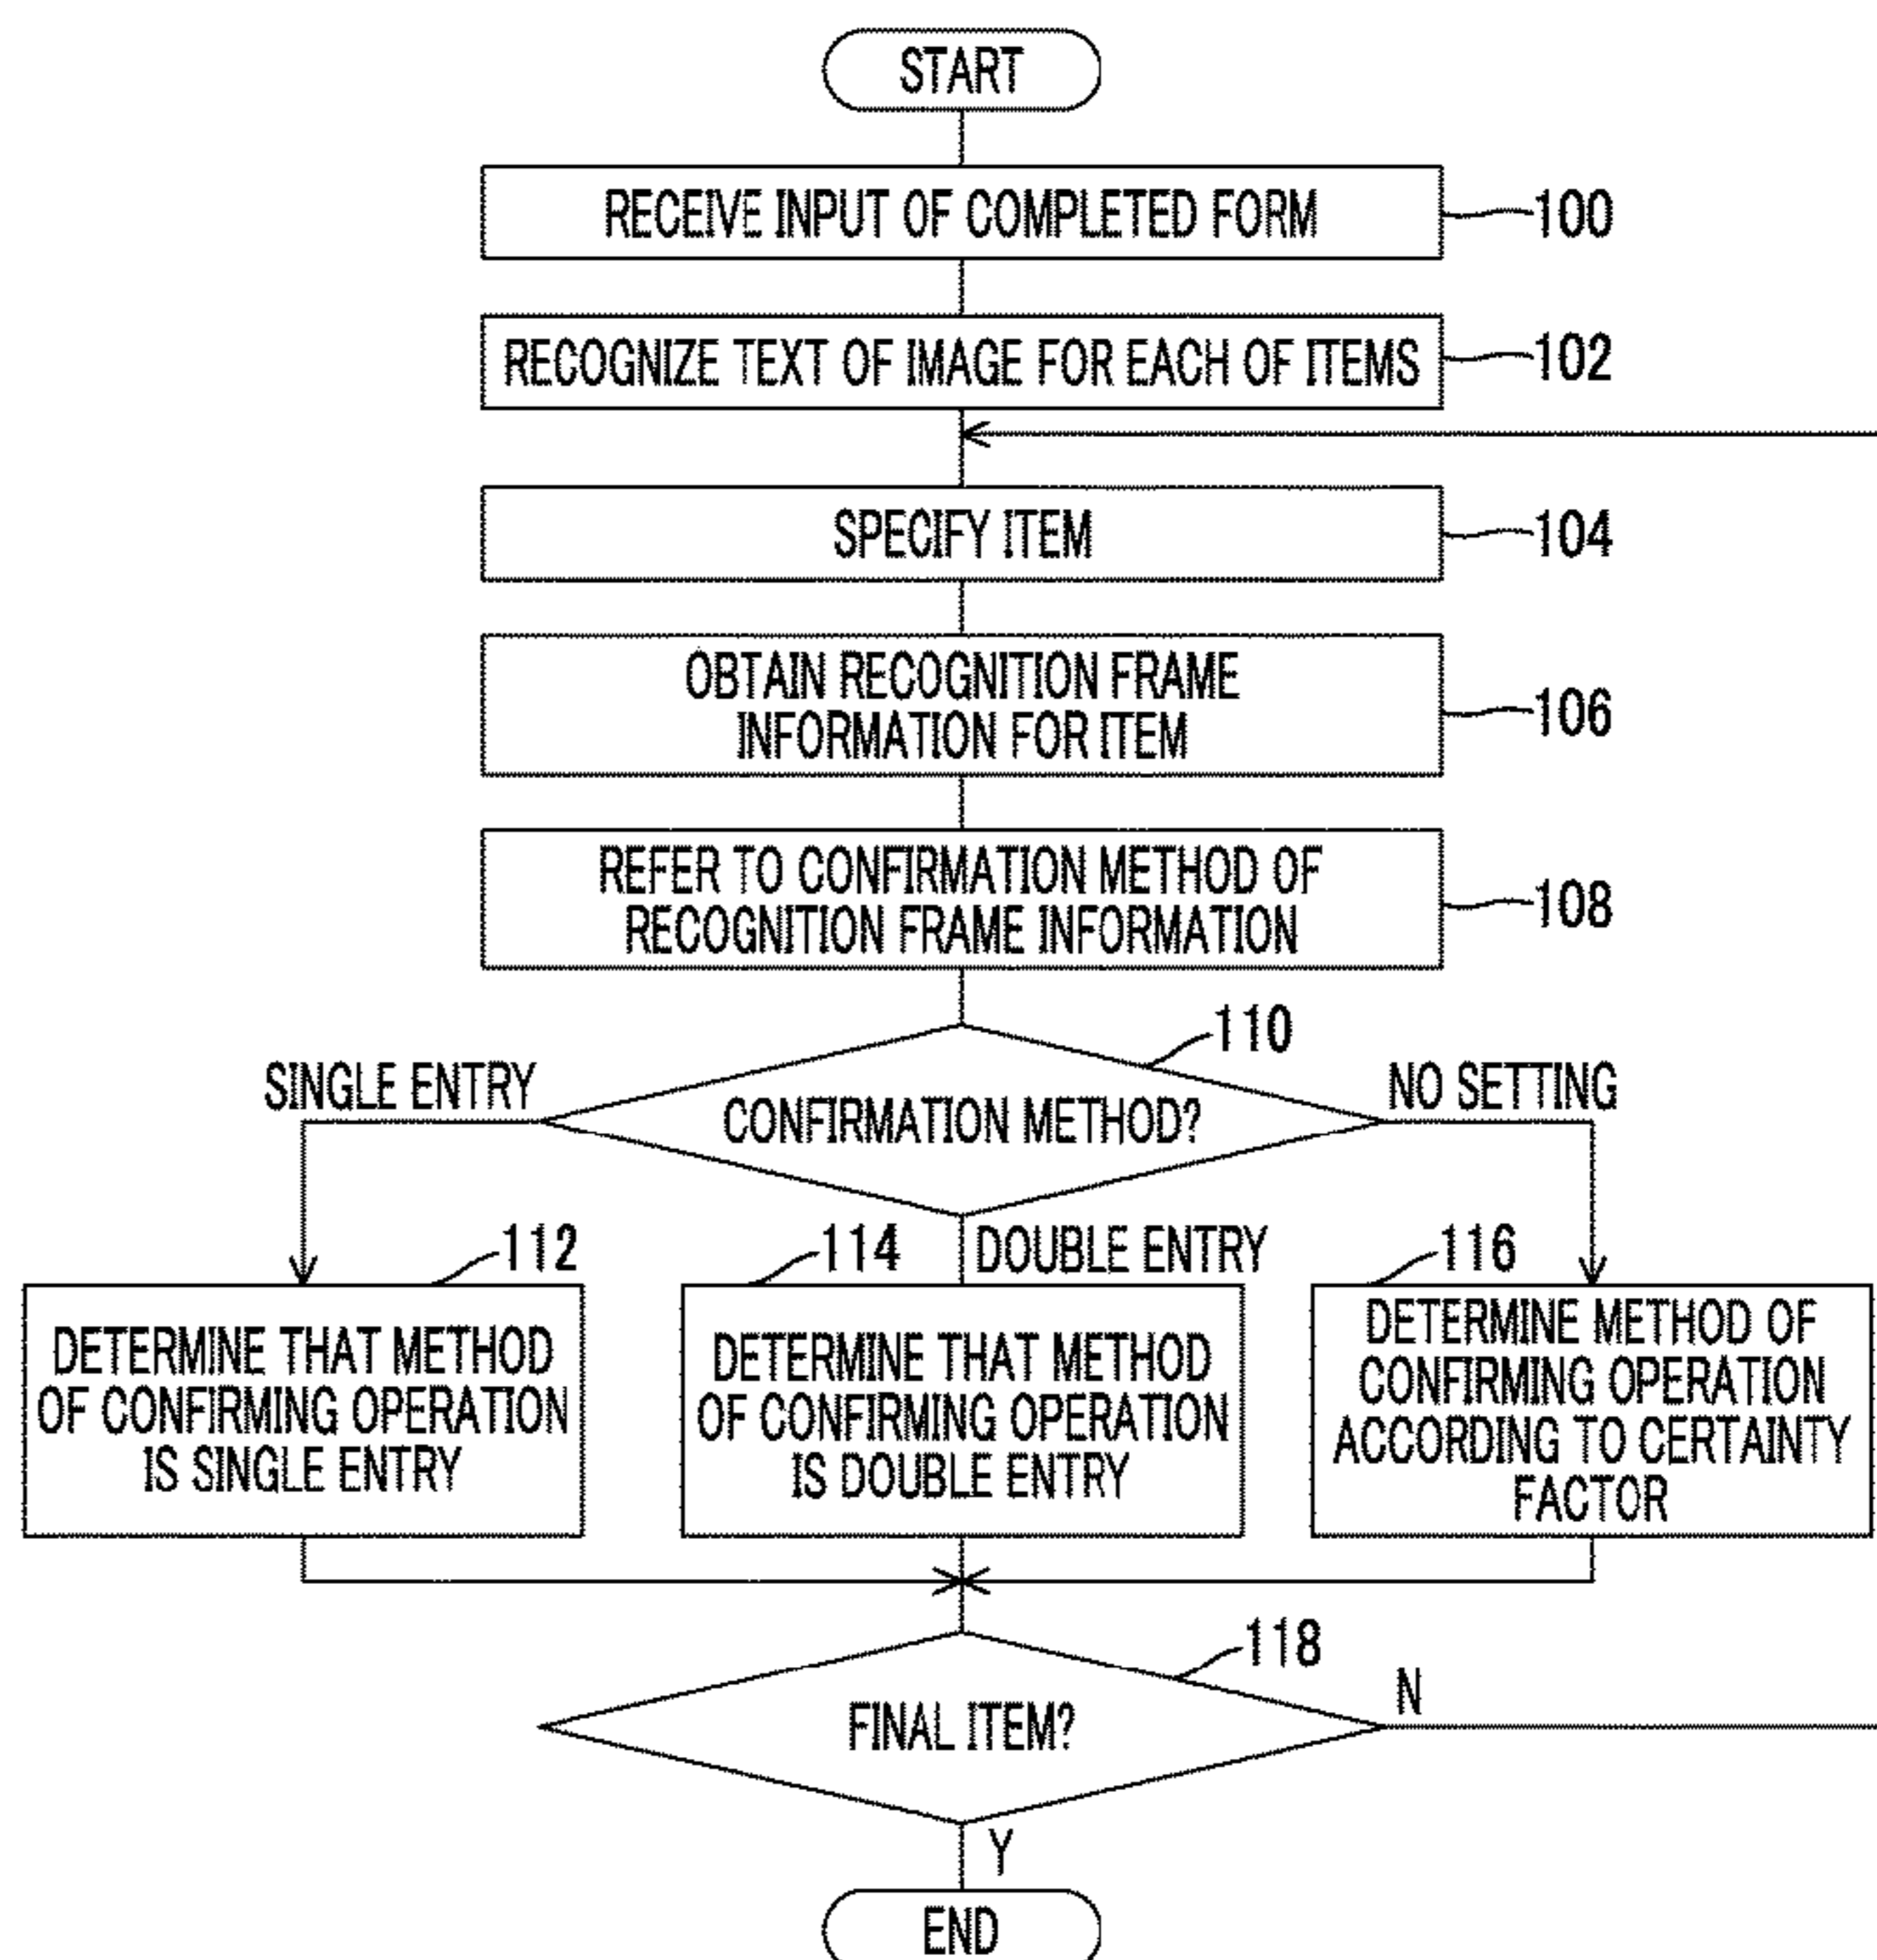 START
RECEIVE INPUT OF COMPLETED FORM
100
RECOGNIZE TEXT OF IMAGE FOR EACH OF ITEMS
102
SPECIFY ITEM
104
OBTAIN RECOGNITION FRAME
INFORMATION FOR ITEM
106
REFER TO CONFIRMATION METHOD OF
RECOGNITION FRAME INFORMATION
108
110
SINGLE ENTRY
CONFIRMATION METHOD?
NO SETTING
112
114
DOUBLE ENTRY
116
DETERMINE THAT METHOD
OF CONFIRMING OPERATION
IS SINGLE ENTRY
DETERMINE THAT METHOD
OF CONFIRMING OPERATION
IS DOUBLE ENTRY
DETERMINE METHOD OF
CONFIRMING OPERATION
ACCORDING TO CERTAINTY
FACTOR
118
FINAL ITEM?
N
Y
END